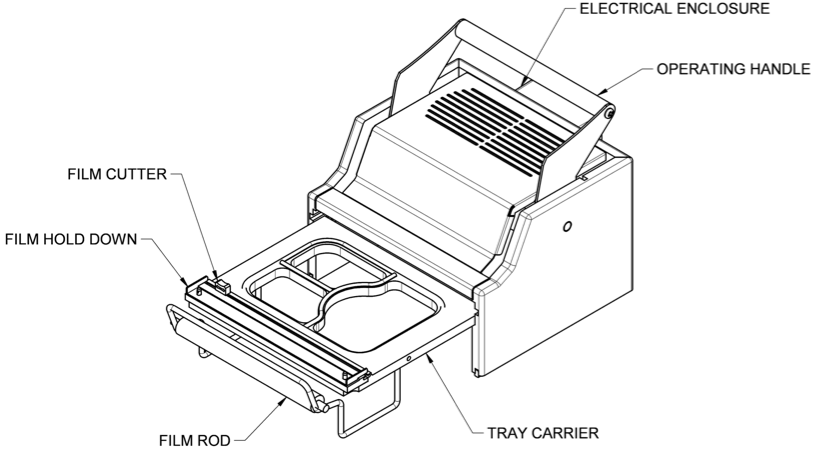 ELECTRICAL ENCLOSURE
OPERATING HANDLE
FILM CUTTER
FILM HOLD DOWN
FILM ROD
TRAY CARRIER